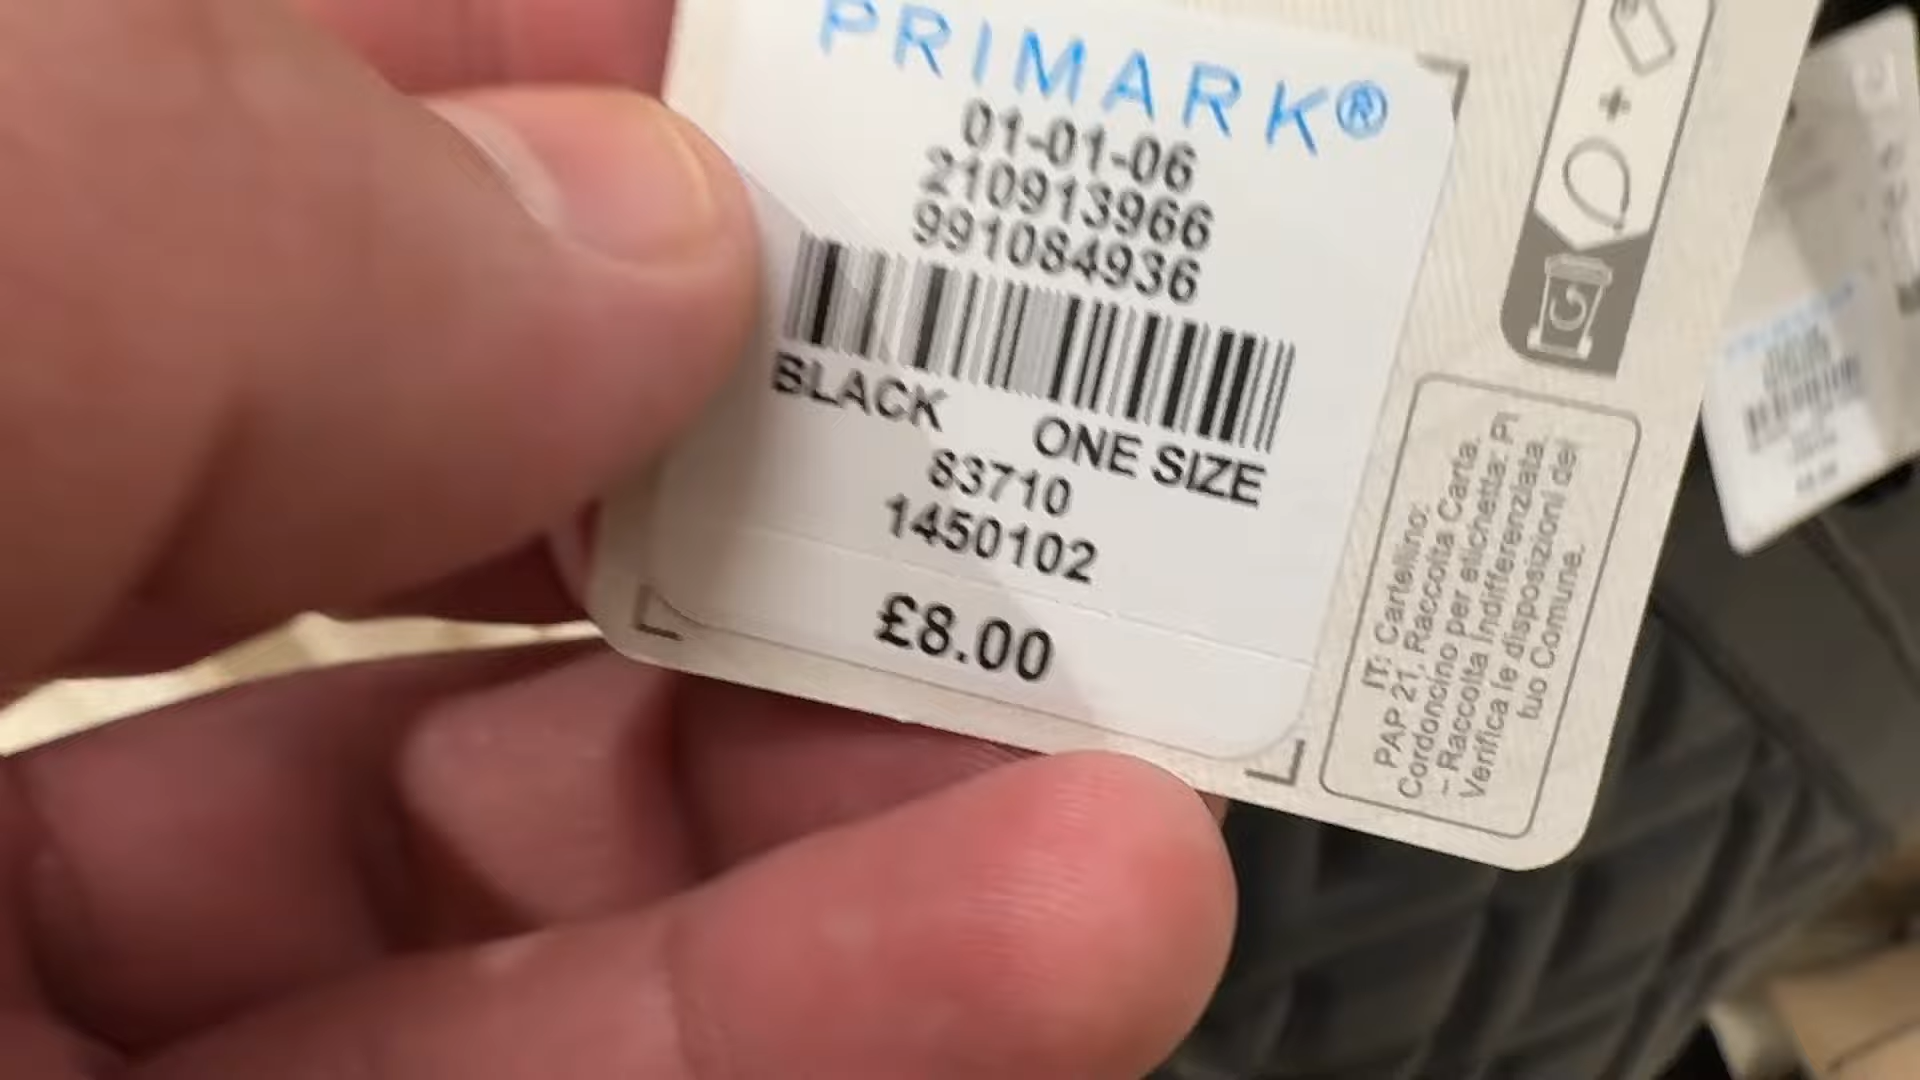 PRIMARK®
01-01-06
210913966
991084936
BLACK ONE SIZE
83710
1450102
£8.00
IT: Cartellino:
PAP 21, Raccolta Carta.
Cordoncino per etichetta: PI
– Raccolta Indifferenziata.
Verifica le disposizioni del
tuo Comune.